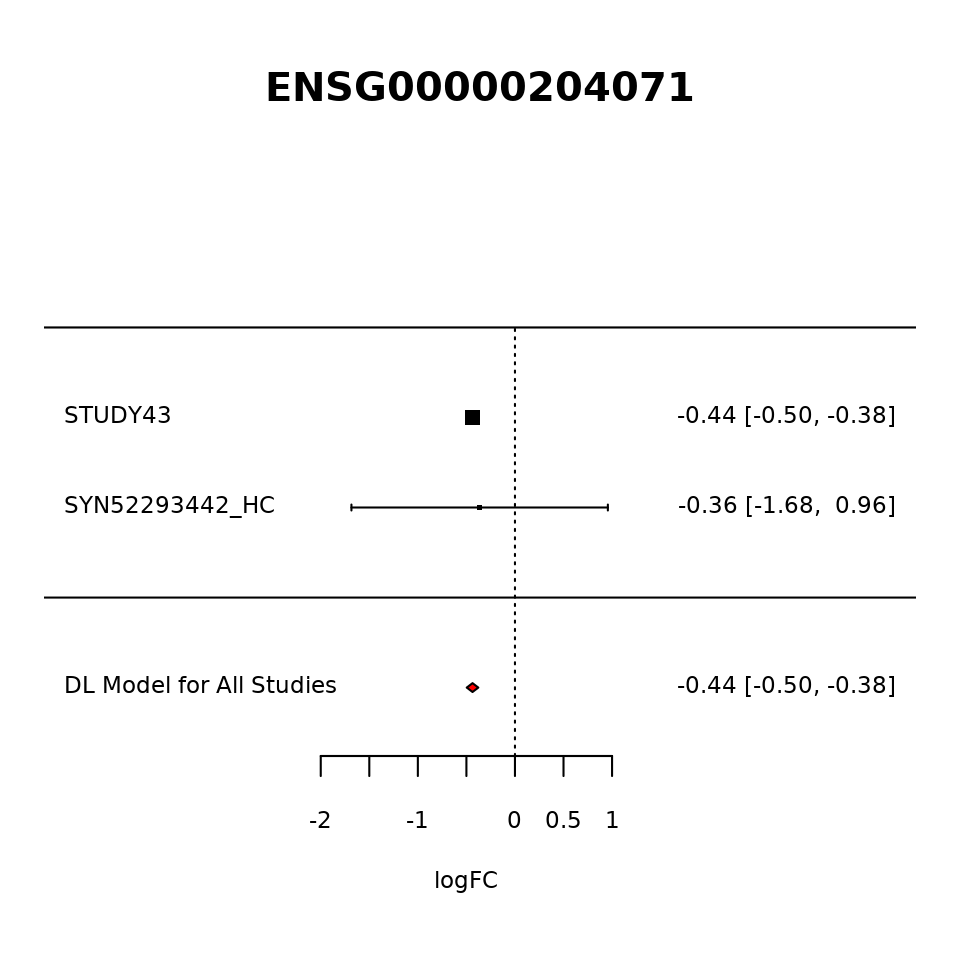 ENSG00000204071
STUDY43 -0.44 [-0.50, -0.38]
SYN52293442_HC -0.36 [-1.68,  0.96]
DL Model for All Studies -0.44 [-0.50, -0.38]
-2 -1 0 0.5 1
logFC